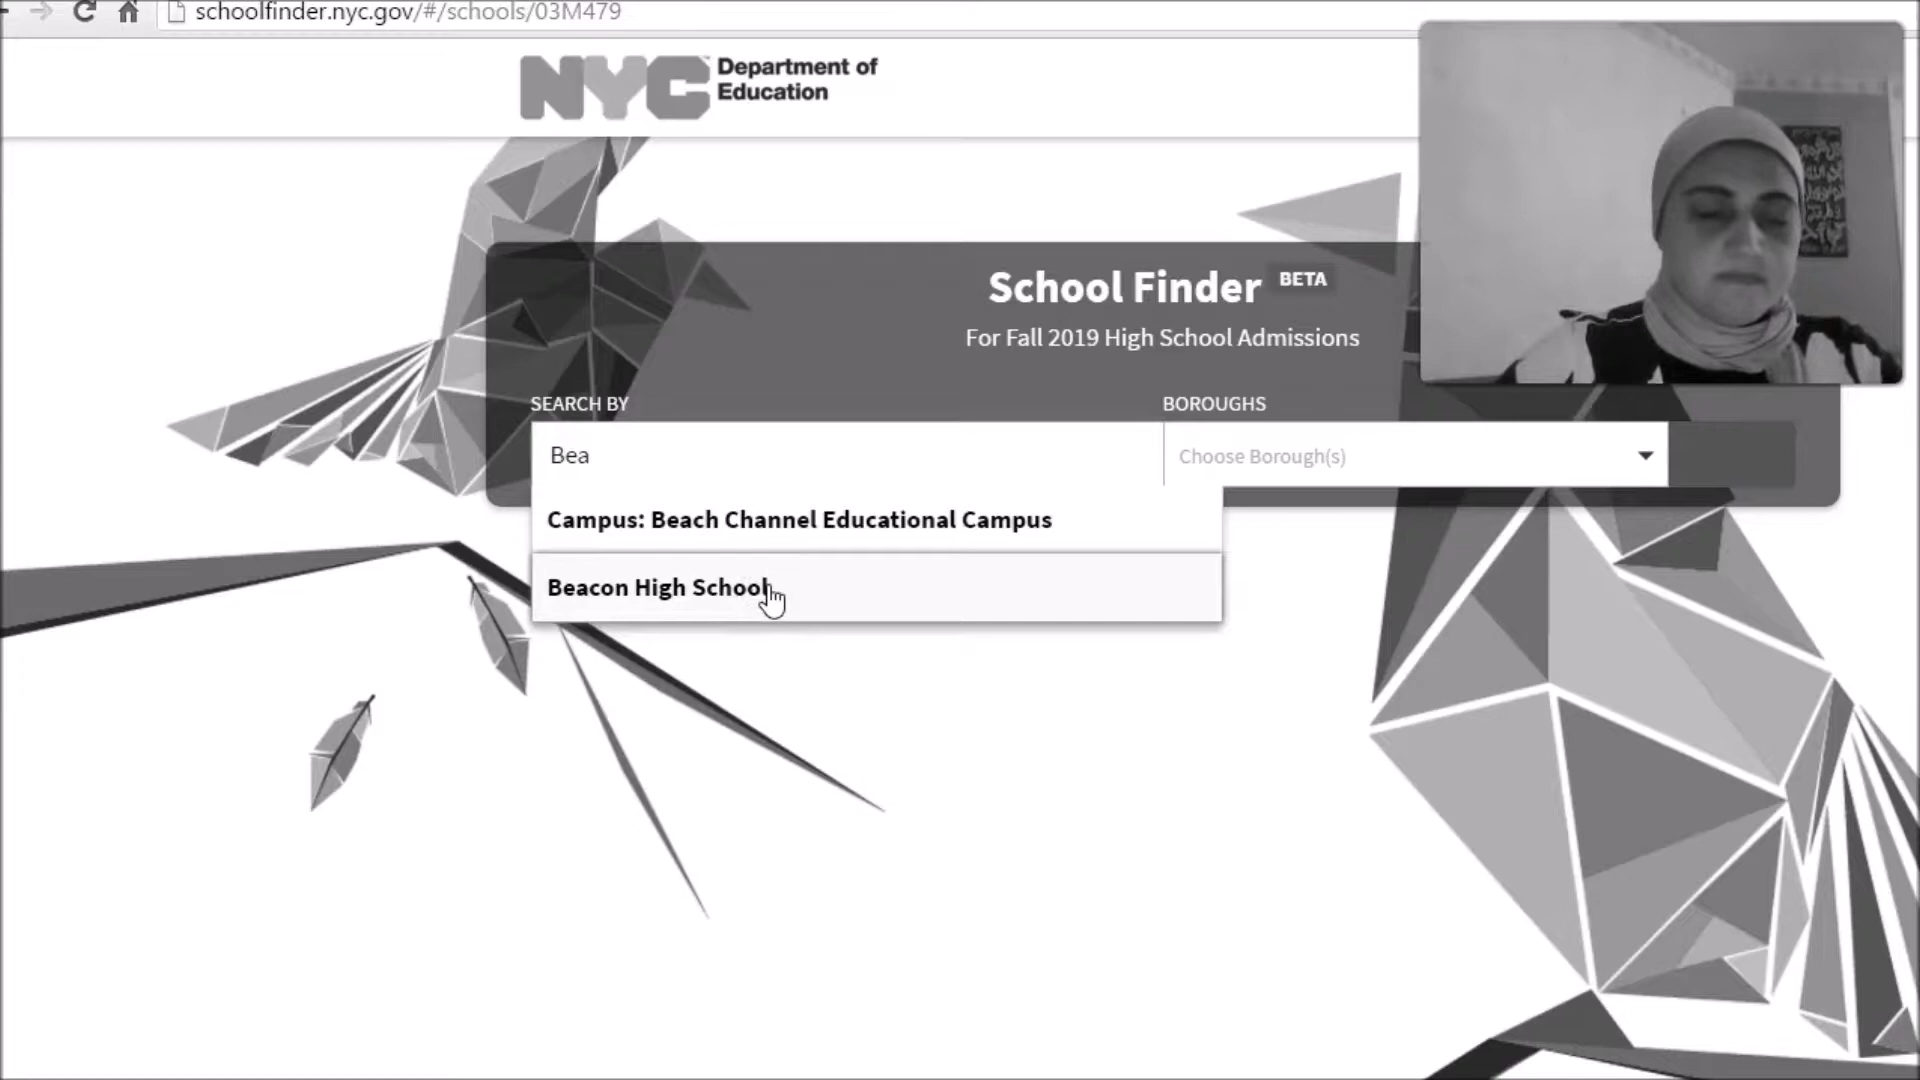 schoolfinder.nyc.gov/#/schools/03M479
NYC Department of
Education
School Finder BETA
For Fall 2019 High School Admissions
SEARCH BY
BOROUGHS
Bea
Choose Borough(s)
Campus: Beach Channel Educational Campus
Beacon High School